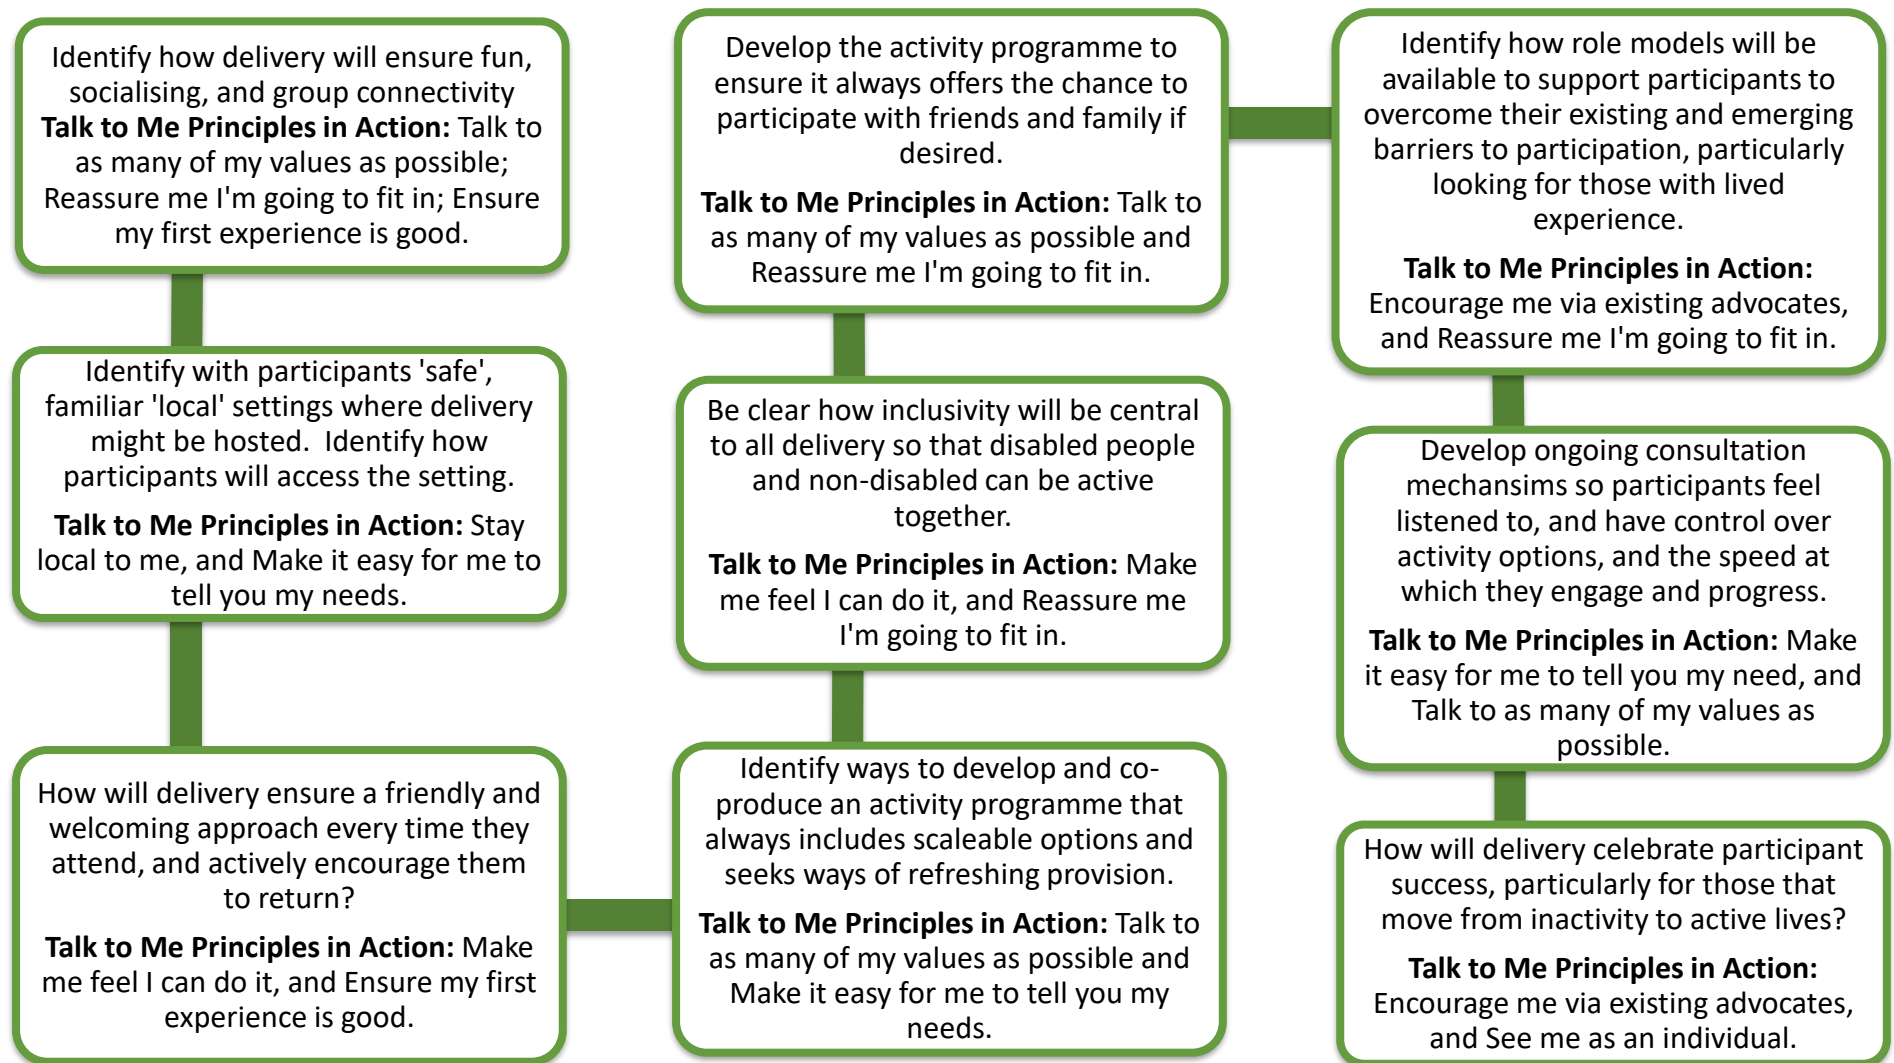 Identify how delivery will ensure fun,
socialising, and group connectivity
Talk to Me Principles in Action: Talk to
as many of my values as possible;
Reassure me I'm going to fit in; Ensure
my first experience is good.
Identify with participants 'safe',
familiar 'local' settings where delivery
might be hosted.  Identify how
participants will access the setting.
Talk to Me Principles in Action: Stay
local to me, and Make it easy for me to
tell you my needs.
How will delivery ensure a friendly and
welcoming approach every time they
attend, and actively encourage them
to return?
Talk to Me Principles in Action: Make
me feel I can do it, and Ensure my first
experience is good.
Identify ways to develop and co-
produce an activity programme that
always includes scaleable options and
seeks ways of refreshing provision.
Talk to Me Principles in Action: Talk to
as many of my values as possible and
Make it easy for me to tell you my
needs.
Be clear how inclusivity will be central
to all delivery so that disabled people
and non-disabled can be active
together.
Talk to Me Principles in Action: Make
me feel I can do it, and Reassure me
I'm going to fit in.
Develop the activity programme to
ensure it always offers the chance to
participate with friends and family if
desired.
Talk to Me Principles in Action: Talk to
as many of my values as possible and
Reassure me I'm going to fit in.
Identify how role models will be
available to support participants to
overcome their existing and emerging
barriers to participation, particularly
looking for those with lived
experience.
Talk to Me Principles in Action:
Encourage me via existing advocates,
and Reassure me I'm going to fit in.
Develop ongoing consultation
mechansims so participants feel
listened to, and have control over
activity options, and the speed at
which they engage and progress.
Talk to Me Principles in Action: Make
it easy for me to tell you my need, and
Talk to as many of my values as
possible.
How will delivery celebrate participant
success, particularly for those that
move from inactivity to active lives?
Talk to Me Principles in Action:
Encourage me via existing advocates,
and See me as an individual.